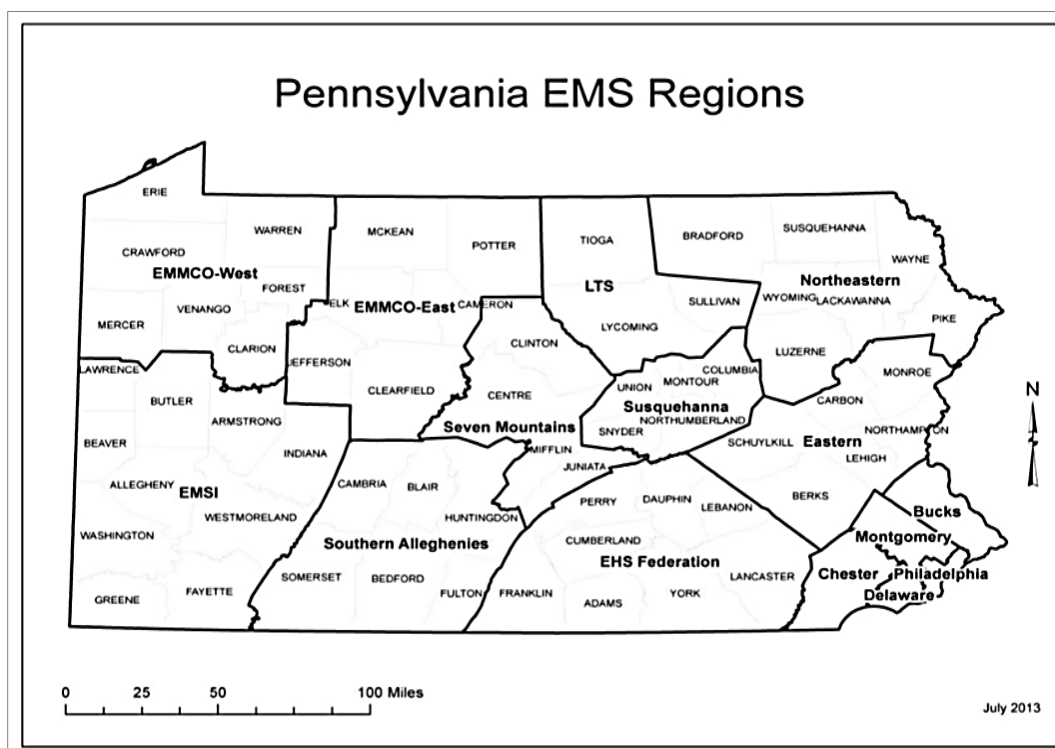 Pennsylvania EMS Regions
ERIE
WARREN
MCKEAN
POTTER
TIOGA
BRADFORD
SUSQUEHANNA
WAYNE
CRAWFORD
EMMCO-West
FOREST
VENANGO
MERCER
CLARION
ELK
EMMCO-East
CAMERON
JEFFERSON
CLEARFIELD
LTS
SULLIVAN
LYCOMING
Northeastern
WYOMING
LACKAWANNA
PIKE
LUZERNE
CLINTON
CENTRE
Seven Mountains
MIFFLIN
JUNIATA
COLUMBIA
MONTOUR
UNION
Susquehanna
NORTHUMBERLAND
SNYDER
MONROE
CARBON
NORTHAMPTON
SCHUYLKILL
Eastern
LEHIGH
BERKS
LAWRENCE
BUTLER
ARMSTRONG
BEAVER
INDIANA
ALLEGHENY
EMSI
WESTMORELAND
WASHINGTON
GREENE
FAYETTE
CAMBRIA
BLAIR
HUNTINGDON
Southern Alleghenies
SOMERSET
BEDFORD
FULTON
PERRY
DAUPHIN
LEBANON
CUMBERLAND
EHS Federation
LANCASTER
FRANKLIN
ADAMS
YORK
Bucks
Montgomery
Chester
Philadelphia
Delaware
N
0 25 50 100 Miles
July 2013